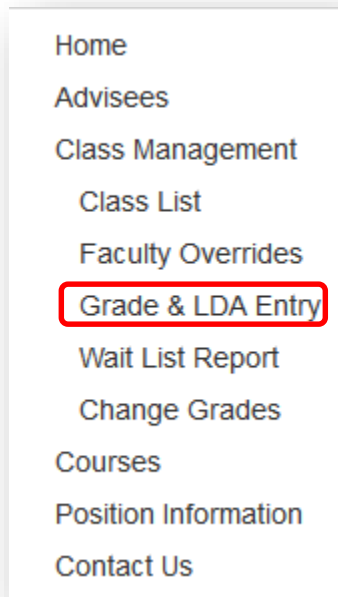 Home
Advisees
Class Management
Class List
Faculty Overrides
Grade & LDA Entry
Wait List Report
Change Grades
Courses
Position Information
Contact Us